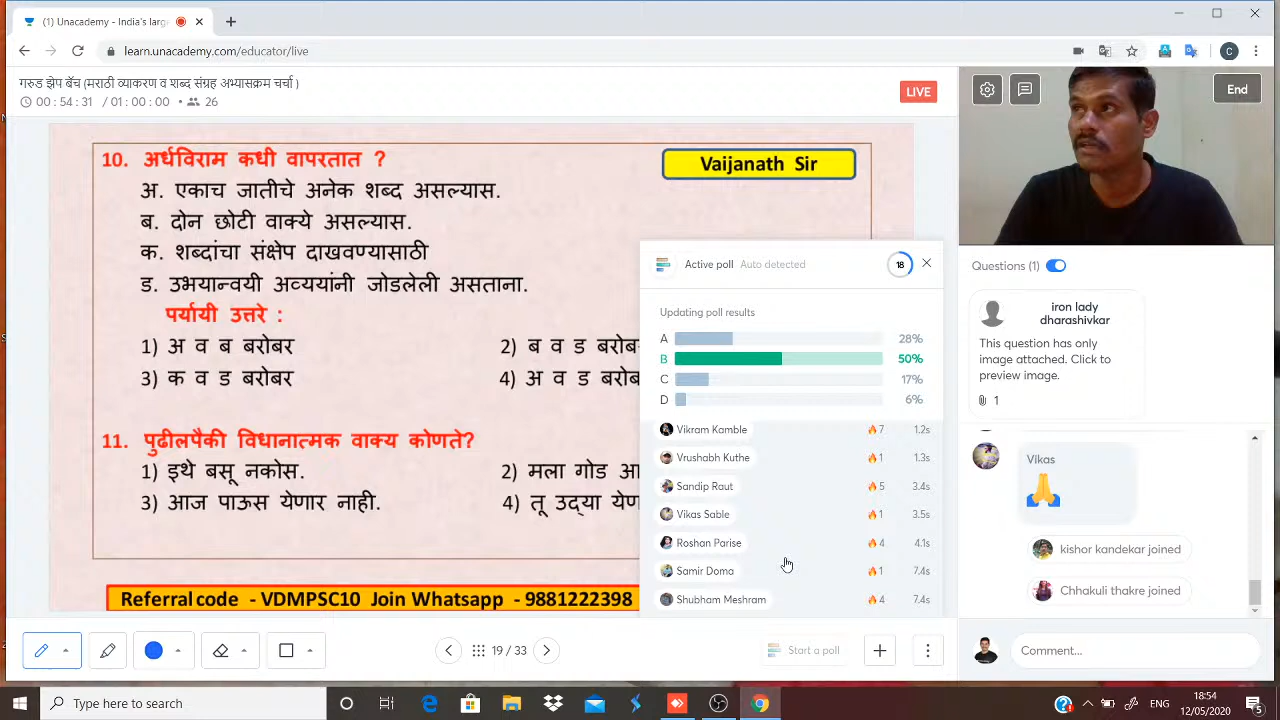 (1) Unacademy - India's larg
learn.unacademy.com/educator/live
गरुड झेप बॅच (मराठी व्याकरण व शब्द संग्रह अभ्यासक्रम चर्चा )
00 : 54 : 31 / 01 : 00 : 00 • 26
LIVE
End
10. अर्धविराम कधी वापरतात ?
Vaijanath Sir
अ. एकाच जातीचे अनेक शब्द असल्यास.
ब. दोन छोटी वाक्ये असल्यास.
क. शब्दांचा संक्षेप दाखवण्यासाठी
ड. उभयान्वयी अव्ययांनी जोडलेली असताना.
पर्यायी उत्तरे :
1) अ व ब बरोबर
2) ब व ड बरोब
3) क व ड बरोबर
4) अ व ड बरोब
11. पुढीलपैकी विधानात्मक वाक्य कोणते?
1) इथे बसू नकोस.
2) मला गोड आ
3) आज पाऊस येणार नाही.
4) तू उद्या येण
Referral code - VDMPSC10 Join Whatsapp - 9881222398
Active poll Auto detected
18
Updating poll results
A 28%
B 50%
C 17%
D 6%
Vikram Kamble 7 1.2s
Vrushabh Kuthe 1 1.3s
Sandip Raut 5 3.4s
Vikas Sable 1 3.5s
Roshan Parise 4 4.1s
Samir Doma 1 7.4s
Shubham Meshram 4 7.4s
Questions (1)
iron lady
dharashivkar
This question has only
image attached. Click to
preview image.
1
Vikas
kishor kandekar joined
Chhakuli thakre joined
19 / 33
Start a poll
Comment...
Type here to search
ENG
18:54
12/05/2020
5
C